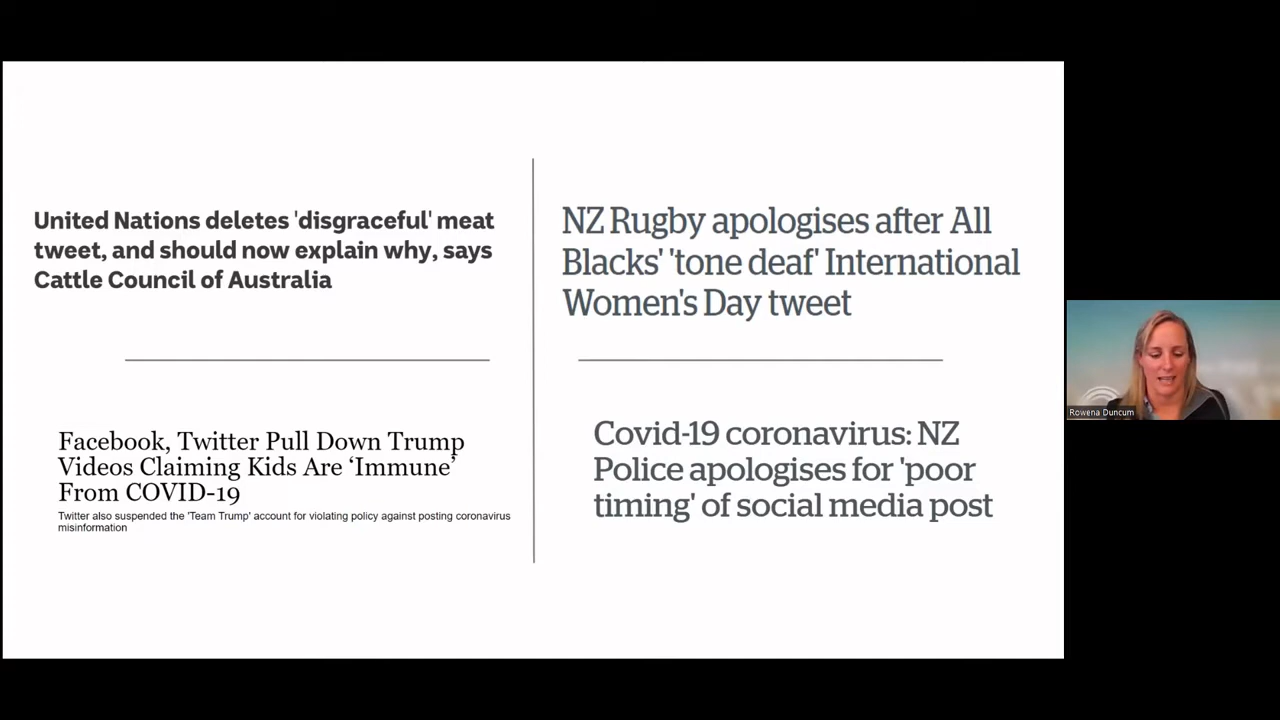 United Nations deletes 'disgraceful' meat
tweet, and should now explain why, says
Cattle Council of Australia
NZ Rugby apologises after All
Blacks' 'tone deaf' International
Women's Day tweet
Facebook, Twitter Pull Down Trump
Videos Claiming Kids Are ‘Immune’
From COVID-19
Twitter also suspended the 'Team Trump' account for violating policy against posting coronavirus
misinformation
Covid-19 coronavirus: NZ
Police apologises for 'poor
timing' of social media post
Rowena Duncum